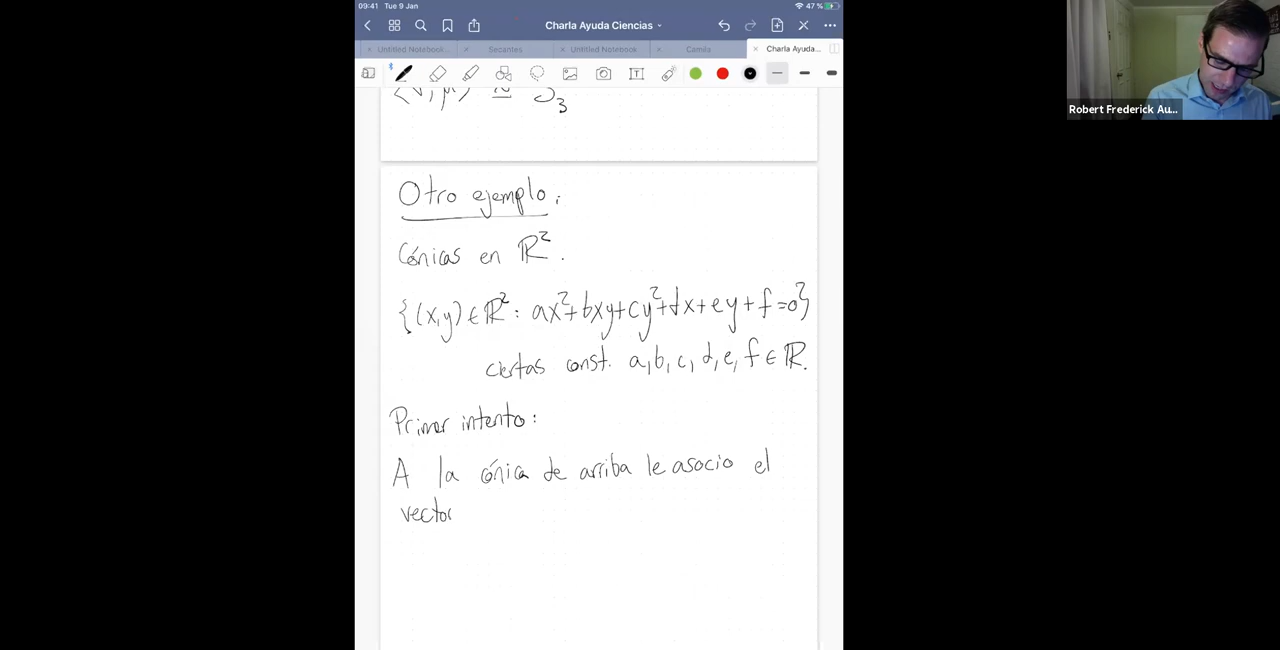 09:41 Tue 9 Jan
47 %
Charla Ayuda Ciencias
Untitled Notebook...
Secantes
Untitled Notebook
Camila
Charla Ayuda...
Robert Frederick Au...
≅ S₃
Otro ejemplo:
Cónicas en ℝ².
{(x,y) ∈ ℝ² : ax²+bxy+cy²+dx+ey+f=0}
ciertas const. a,b,c,d,e,f ∈ ℝ.
Primer intento:
A la cónica de arriba le asocio el
vector